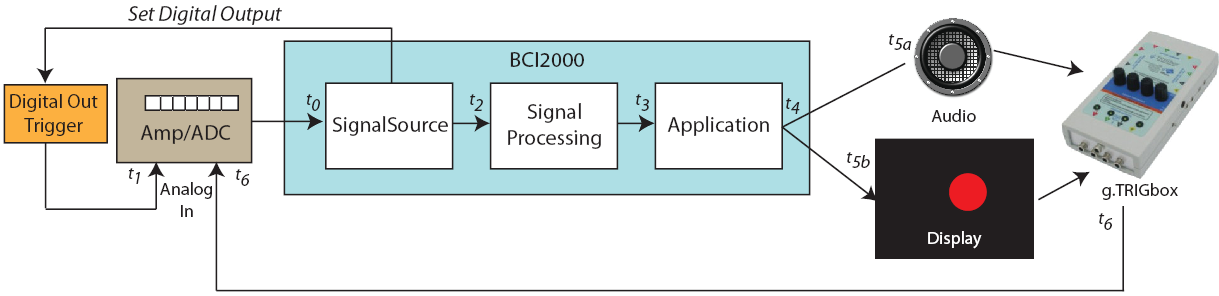 Set Digital Output
BCI2000
Digital Out
Trigger
Amp/ADC
t0
SignalSource
t2
Signal
Processing
t3
Application
t4
t5a
Audio
t5b
Display
g.TRIGbox
t1
Analog
In
t6
t6